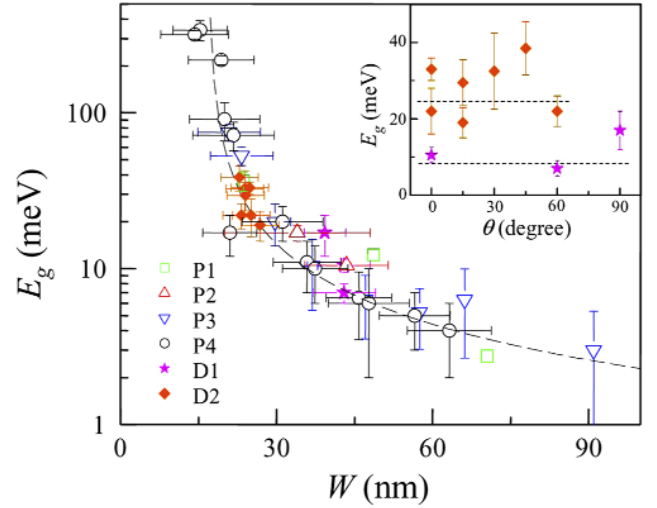 E_g (meV)
100
10
1
0
30
60
90
W (nm)
P1
P2
P3
P4
D1
D2
E_g (meV)
40
20
0
0
30
60
90
θ (degree)